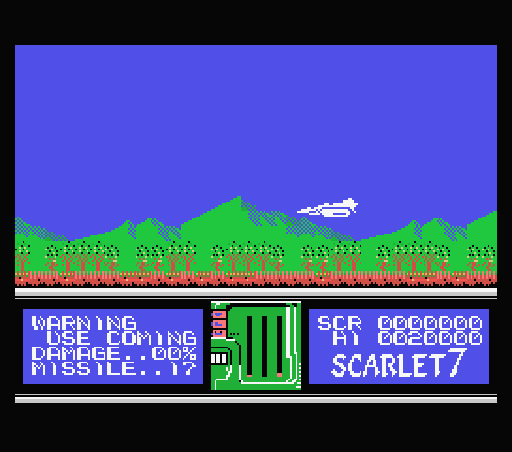 WARNING
USE COMING
DAMAGE..00%
MISSILE..17
SCR 0000000
HI 0020000
SCARLET7